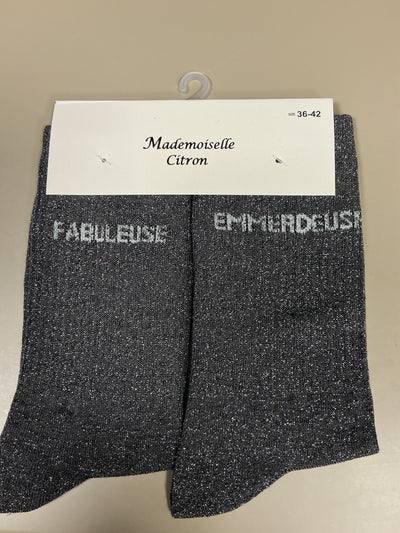 SIZE 36-42
Mademoiselle
Citron
FABULEUSE
EMMERDEUSE